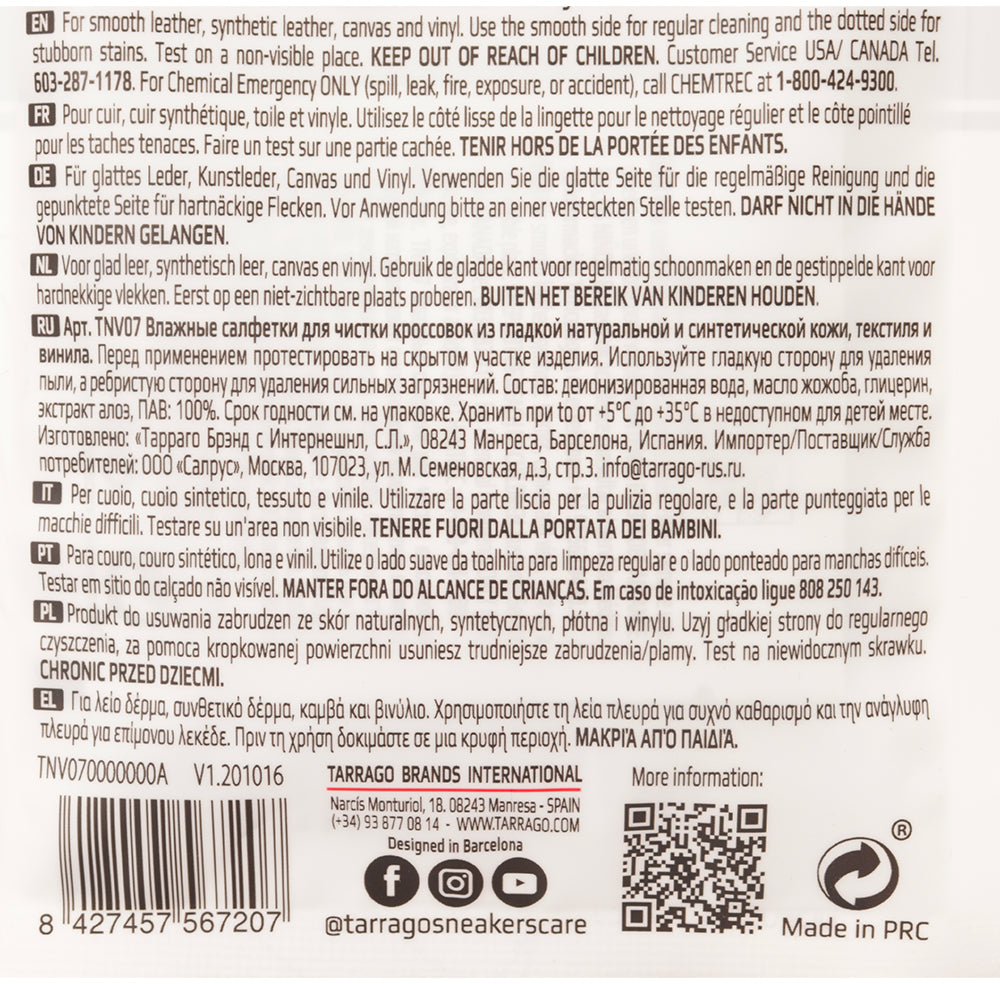 EN For smooth leather, synthetic leather, canvas and vinyl. Use the smooth side for regular cleaning and the dotted side for
stubborn stains. Test on a non-visible place. KEEP OUT OF REACH OF CHILDREN. Customer Service USA/ CANADA Tel.
603-287-1178. For Chemical Emergency ONLY (spill, leak, fire, exposure, or accident), call CHEMTREC at 1-800-424-9300.
FR Pour cuir, cuir synthétique, toile et vinyle. Utilisez le côté lisse de la lingette pour le nettoyage régulier et le côte pointillé
pour les taches tenaces. Faire un test sur une partie cachée. TENIR HORS DE LA PORTÉE DES ENFANTS.
DE Für glattes Leder, Kunstleder, Canvas und Vinyl. Verwenden Sie die glatte Seite für die regelmäßige Reinigung und die
gepunktete Seite für hartnäckige Flecken. Vor Anwendung bitte an einer versteckten Stelle testen. DARF NICHT IN DIE HÄNDE
VON KINDERN GELANGEN.
NL Voor glad leer, synthetisch leer, canvas en vinyl. Gebruik de gladde kant voor regelmatig schoonmaken en de gestippelde kant voor
hardnekkige vlekken. Eerst op een niet-zichtbare plaats proberen. BUITEN HET BEREIK VAN KINDEREN HOUDEN.
RU Арт. TNV07 Влажные салфетки для чистки кроссовок из гладкой натуральной и синтетической кожи, текстиля и
винила. Перед применением протестировать на скрытом участке изделия. Используйте гладкую сторону для удаления
пыли, а ребристую сторону для удаления сильных загрязнений. Состав: деионизированная вода, масло жожоба, глицерин,
экстракт алоэ, ПАВ: 100%. Срок годности см. на упаковке. Хранить при to от +5ºC до +35ºC в недоступном для детей месте.
Изготовлено: «Тарраго Брэнд с Интернешнл, С.Л.», 08243 Манреса, Барселона, Испания. Импортер/Поставщик/Служба
потребителей: ООО «Салрус», Москва, 107023, ул. М. Семеновская, д.3, стр.3. info@tarrago-rus.ru.
IT Per cuoio, cuoio sintetico, tessuto e vinile. Utilizzare la parte liscia per la pulizia regolare, e la parte punteggiata per le
macchie difficili. Testare su un'area non visibile. TENERE FUORI DALLA PORTATA DEI BAMBINI.
PT Para couro, couro sintético, lona e vinil. Utilize o lado suave da toalhita para limpeza regular e o lado ponteado para manchas difíceis.
Testar em sitio do calçado não visível. MANTER FORA DO ALCANCE DE CRIANÇAS. Em caso de intoxicação ligue 808 250 143.
PL Produkt do usuwania zabrudzen ze skór naturalnych, syntetycznych, płótna i winylu. Uzyj gładkiej strony do regularnego
czyszczenia, za pomoca kropkowanej powierzchni usuniesz trudniejsze zabrudzenia/plamy. Test na niewidocznym skrawku.
CHRONIC PRZED DZIECMI.
EL Για λείο δέρμα, συνθετικό δέρμα, καμβά και βινύλιο. Χρησιμοποιήστε τη λεία πλευρά για συχνό καθαρισμό και την ανάγλυφη
πλευρά για επίμονου λεκέδε. Πριν τη χρήση δοκιμάστε σε μια κρυφή περιοχή. ΜΑΚΡΙΆ ΑΠΌ ΠΑΙΔΙΆ.
TNV070000000A V1.201016
TARRAGO BRANDS INTERNATIONAL
Narcís Monturiol, 18. 08243 Manresa - SPAIN
(+34) 93 877 08 14 - WWW.TARRAGO.COM
Designed in Barcelona
@tarragosneakerscare
More information:
8 427457 567207
®
Made in PRC